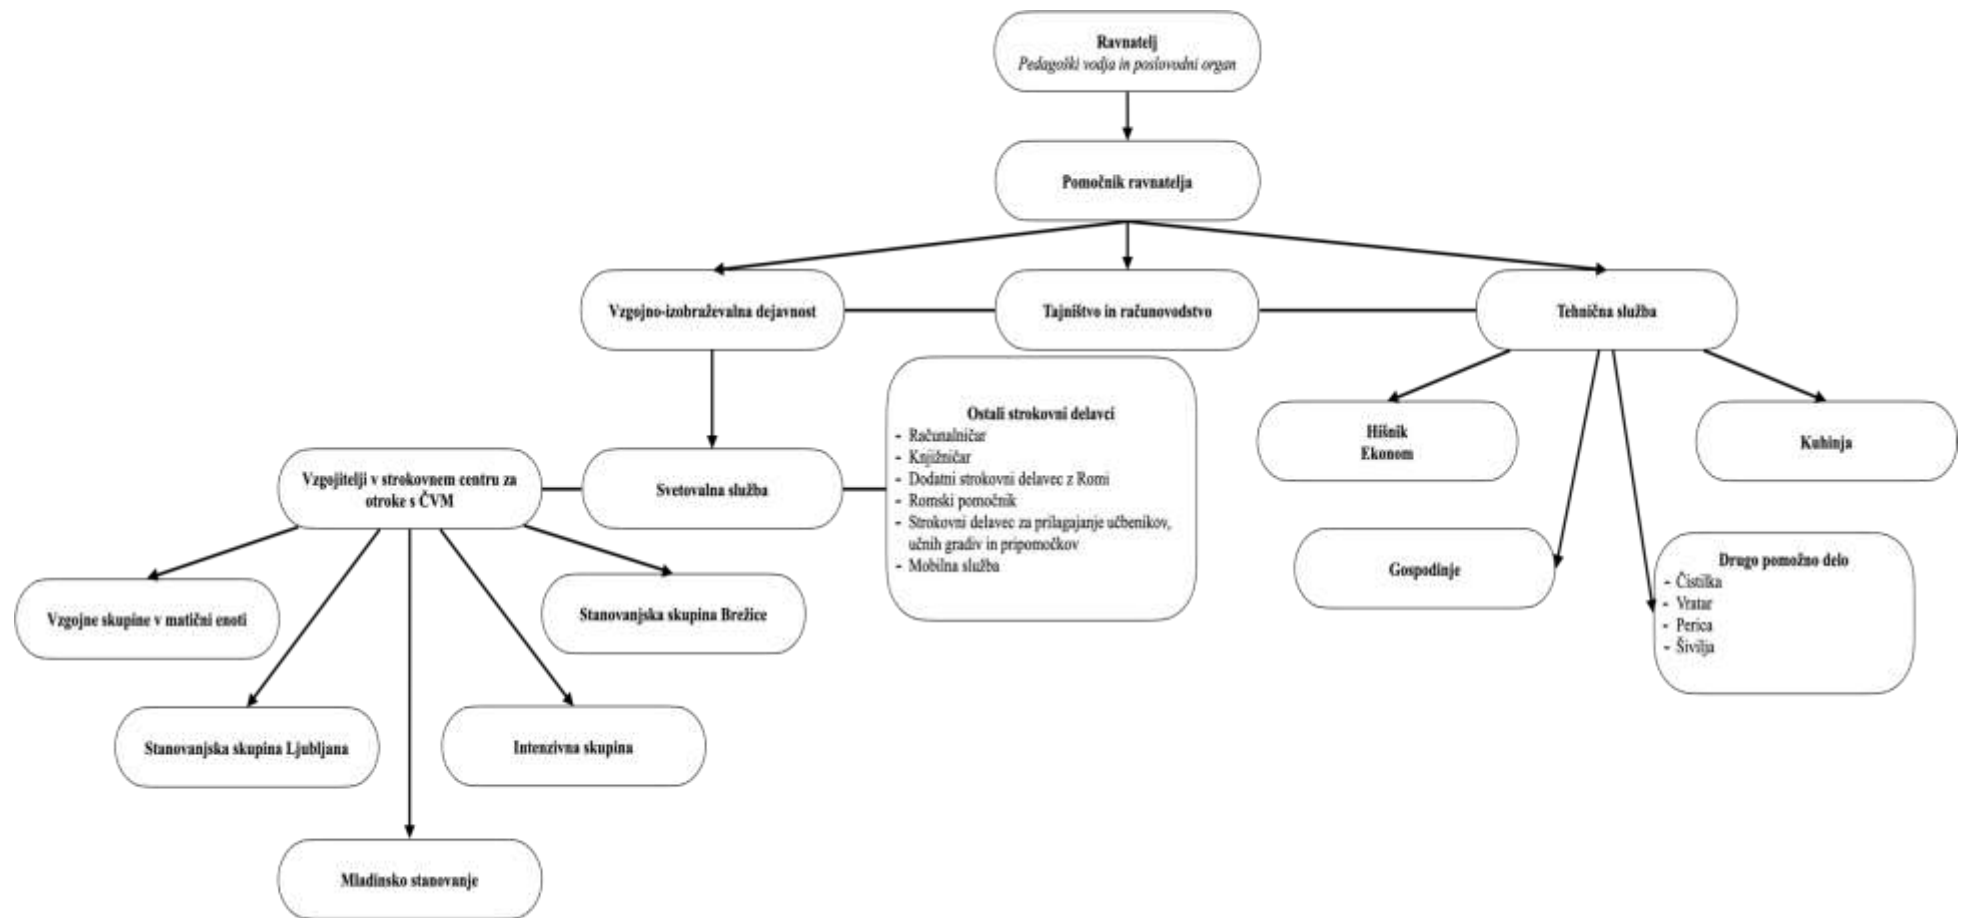 Ravnatelj
Pedagoški vodja in poslovodni organ
Pomočnik ravnatelja
Vzgojno-izobraževalna dejavnost
Tajništvo in računovodstvo
Tehnična služba
Ostali strokovni delavci
- Računalničar
- Knjižničar
- Dodatni strokovni delavec z Romi
- Romski pomočnik
- Strokovni delavec za prilagajanje učbenikov,
učnih gradiv in pripomočkov
- Mobilna služba
Hišnik
Ekonom
Kuhinja
Vzgojitelji v strokovnem centru za
otroke s ČVM
Svetovalna služba
Gospodinje
Drugo pomožno delo
- Čistilka
- Vratar
- Perica
- Šivilja
Vzgojne skupine v matični enoti
Stanovanjska skupina Brežice
Stanovanjska skupina Ljubljana
Intenzivna skupina
Mladinsko stanovanje